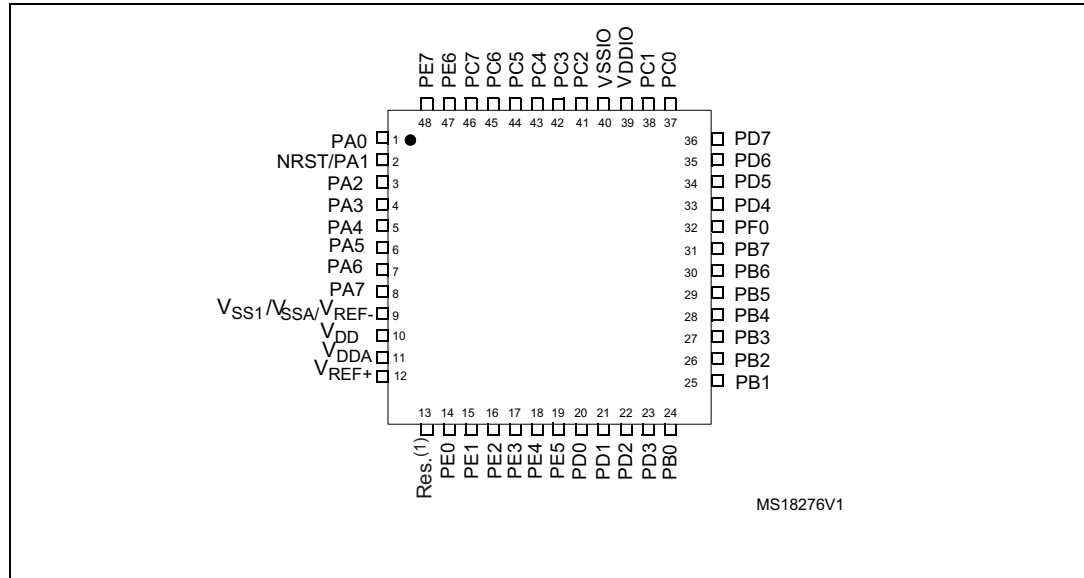 PE7
PE6
PC7
PC6
PC5
PC4
PC3
PC2
VSSIO
VDDIO
PC1
PC0
48 47 46 45 44 43 42 41 40 39 38 37
PA0 1
NRST/PA1 2
PA2 3
PA3 4
PA4 5
PA5 6
PA6 7
PA7 8
VSS1/VSSA/VREF- 9
VDD 10
VDDA 11
VREF+ 12
36 PD7
35 PD6
34 PD5
33 PD4
32 PF0
31 PB7
30 PB6
29 PB5
28 PB4
27 PB3
26 PB2
25 PB1
13 14 15 16 17 18 19 20 21 22 23 24
Res.(1)
PE0
PE1
PE2
PE3
PE4
PE5
PD0
PD1
PD2
PD3
PB0
MS18276V1